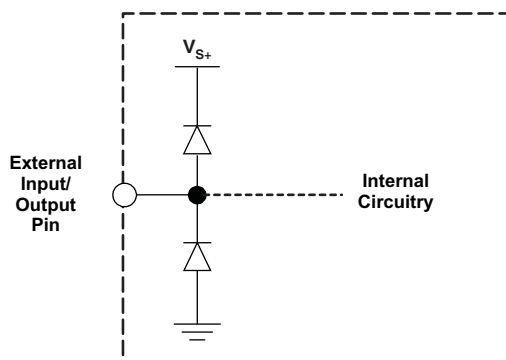 VS+
External
Input/
Output
Pin
Internal
Circuitry